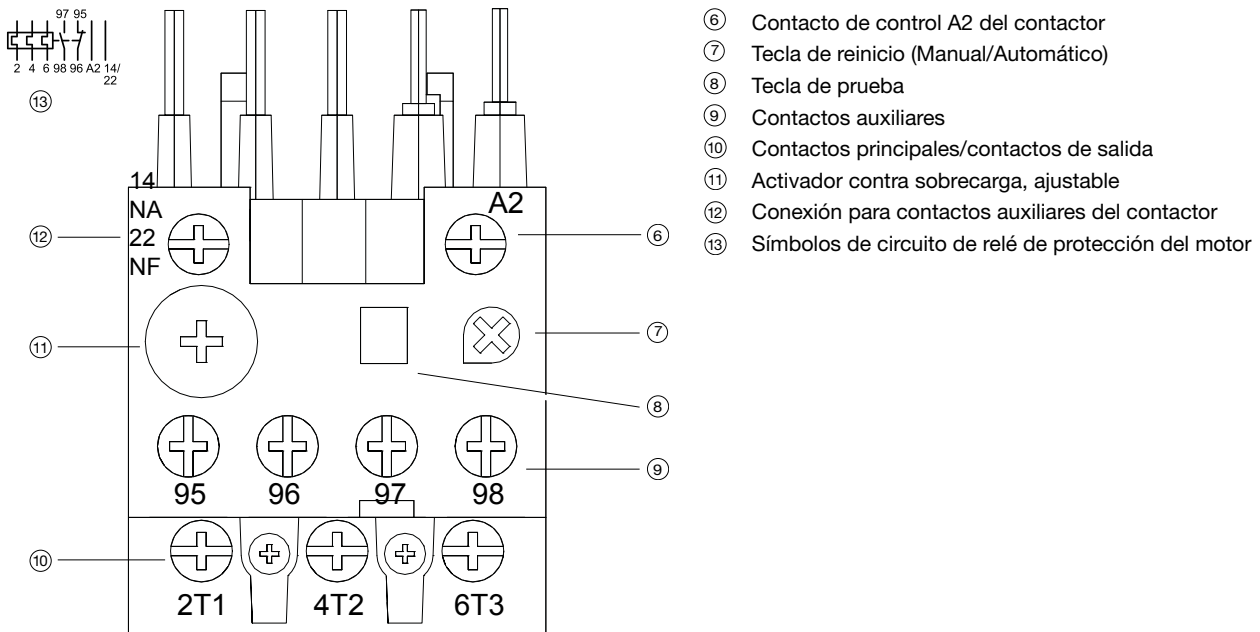 97 95
2 4 6 98 96 A2 14/
22
13
14
NA
22
NF
A2
12
6
11
7
8
95 96 97 98
9
10
2T1 4T2 6T3
6 Contacto de control A2 del contactor
7 Tecla de reinicio (Manual/Automático)
8 Tecla de prueba
9 Contactos auxiliares
10 Contactos principales/contactos de salida
11 Activador contra sobrecarga, ajustable
12 Conexión para contactos auxiliares del contactor
13 Símbolos de circuito de relé de protección del motor